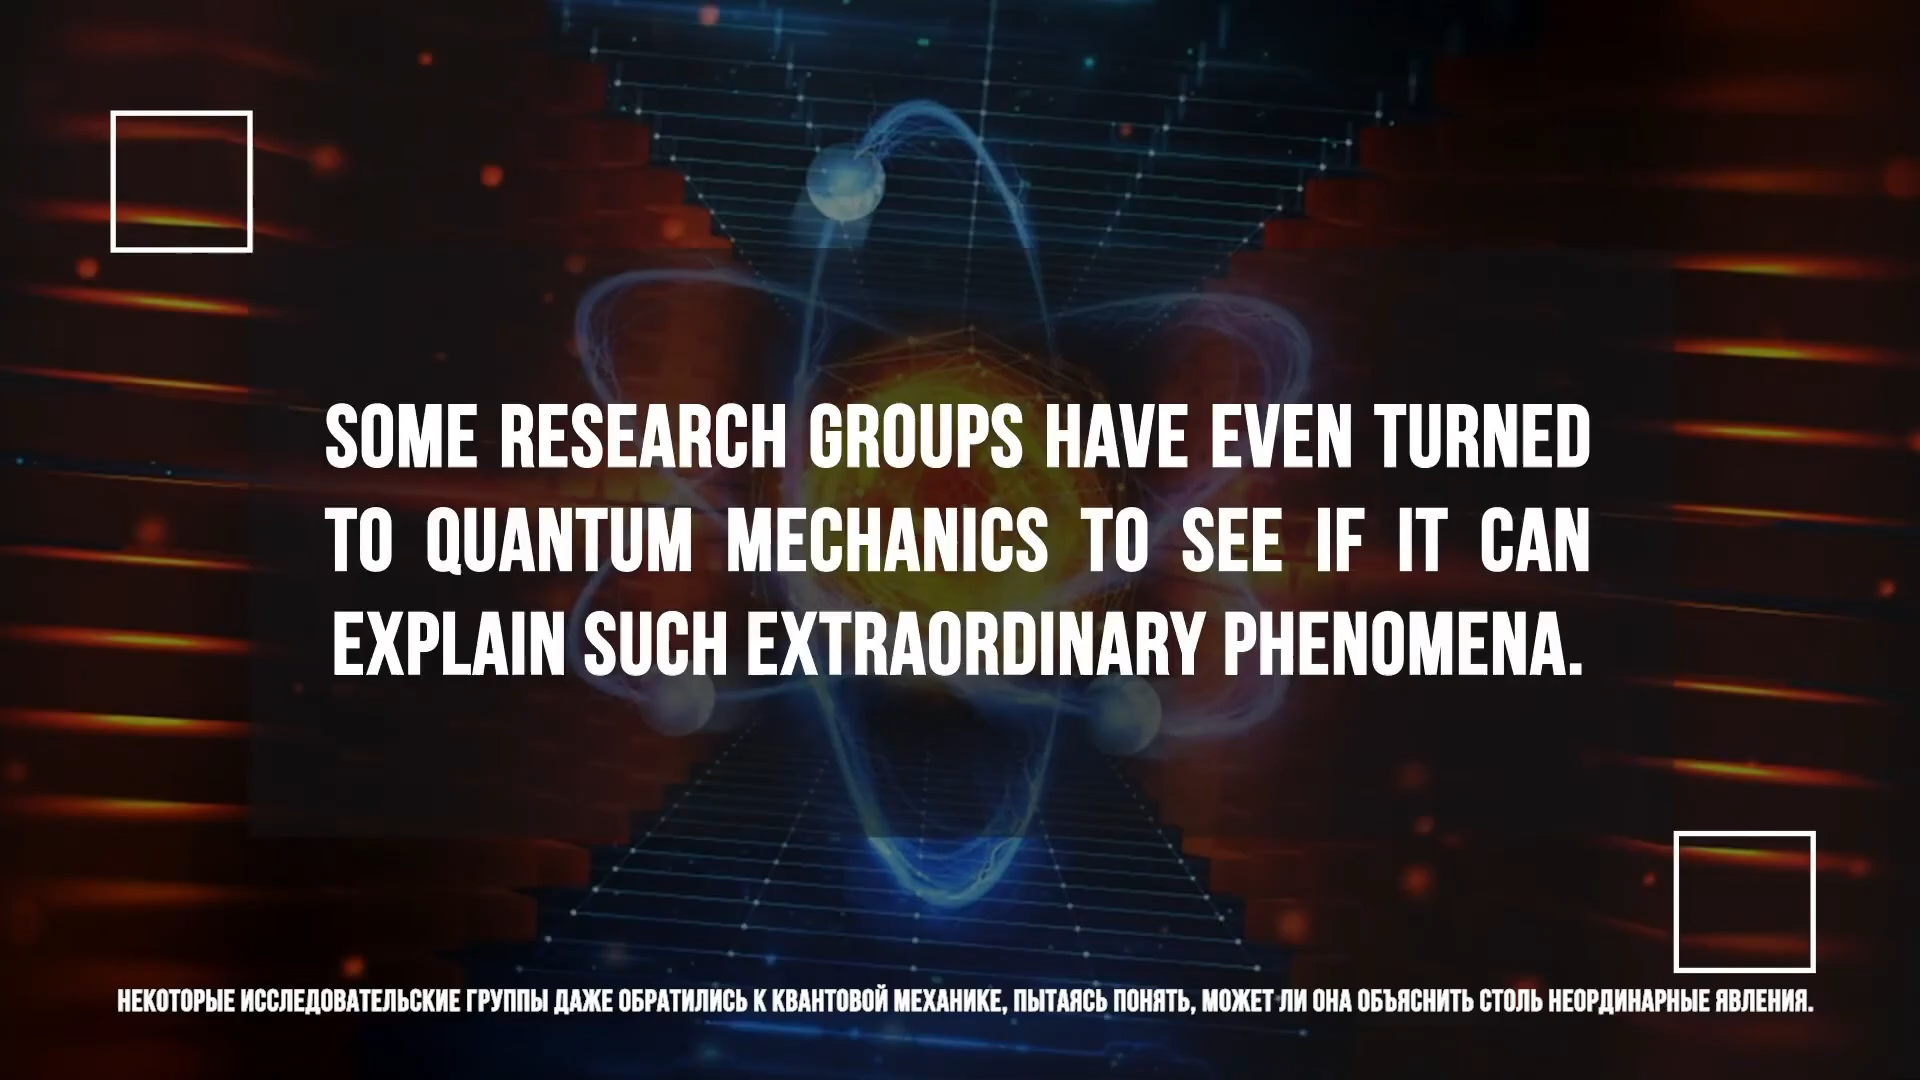 SOME RESEARCH GROUPS HAVE EVEN TURNED
TO QUANTUM MECHANICS TO SEE IF IT CAN
EXPLAIN SUCH EXTRAORDINARY PHENOMENA.
НЕКОТОРЫЕ ИССЛЕДОВАТЕЛЬСКИЕ ГРУППЫ ДАЖЕ ОБРАТИЛИСЬ К КВАНТОВОЙ МЕХАНИКЕ, ПЫТАЯСЬ ПОНЯТЬ, МОЖЕТ ЛИ ОНА ОБЪЯСНИТЬ СТОЛЬ НЕОРДИНАРНЫЕ ЯВЛЕНИЯ.